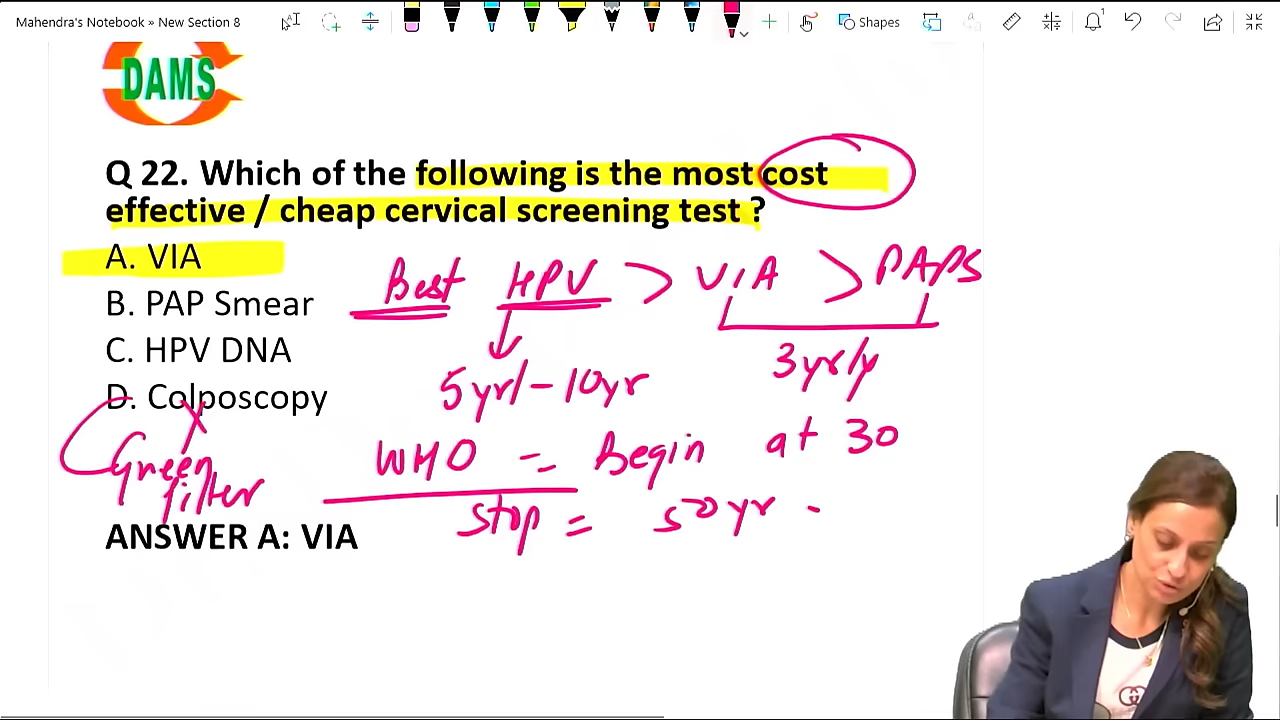 Mahendra's Notebook » New Section 8
Shapes
DAMS
Q 22. Which of the following is the most cost
effective / cheap cervical screening test ?
A. VIA
B. PAP Smear
C. HPV DNA
D. Colposcopy
Best HPV > VIA > PAPS
5yr/-10yr
3yr/y
Green
filter
WHO = Begin at 30
Stop = 50yr -
ANSWER A: VIA